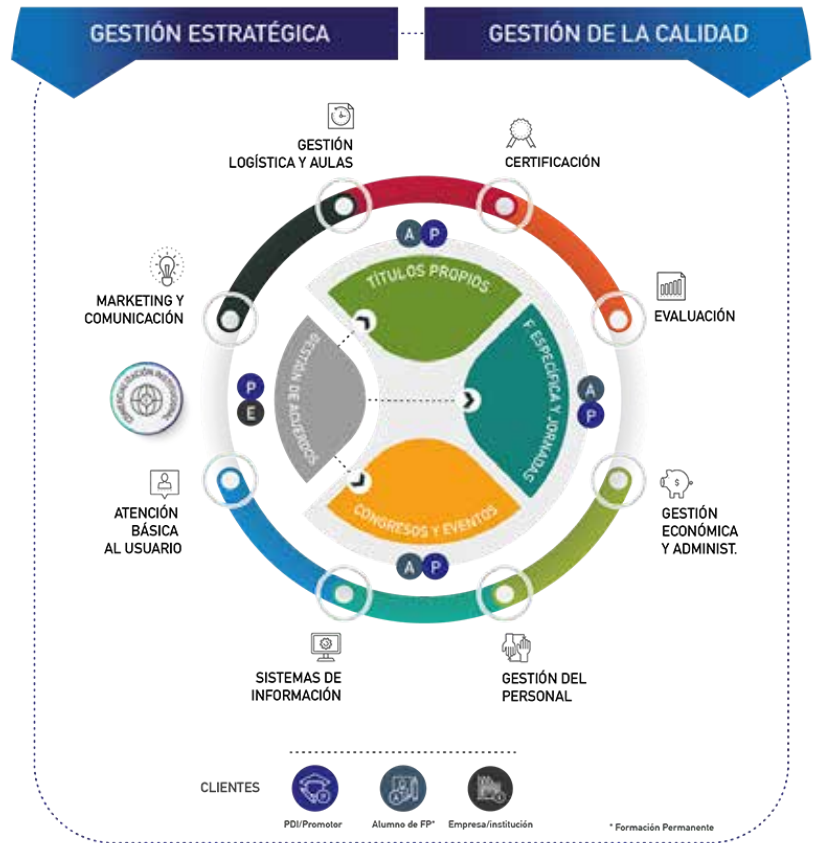 GESTIÓN ESTRATÉGICA
GESTIÓN DE LA CALIDAD
GESTIÓN
LOGÍSTICA Y AULAS
CERTIFICACIÓN
A P
TÍTULOS PROPIOS
MARKETING Y
COMUNICACIÓN
EVALUACIÓN
COMERCIALIZACIÓN INSTITUCIONAL
P
E
GESTIÓN DE ACUERDOS
F. ESPECÍFICA Y JORNADAS
A
P
ATENCIÓN
BÁSICA
AL USUARIO
CONGRESOS Y EVENTOS
GESTIÓN
ECONÓMICA
Y ADMINIST.
A P
SISTEMAS DE
INFORMACIÓN
GESTIÓN DEL
PERSONAL
CLIENTES
PDI/Promotor
Alumno de FP*
Empresa/institución
* Formación Permanente